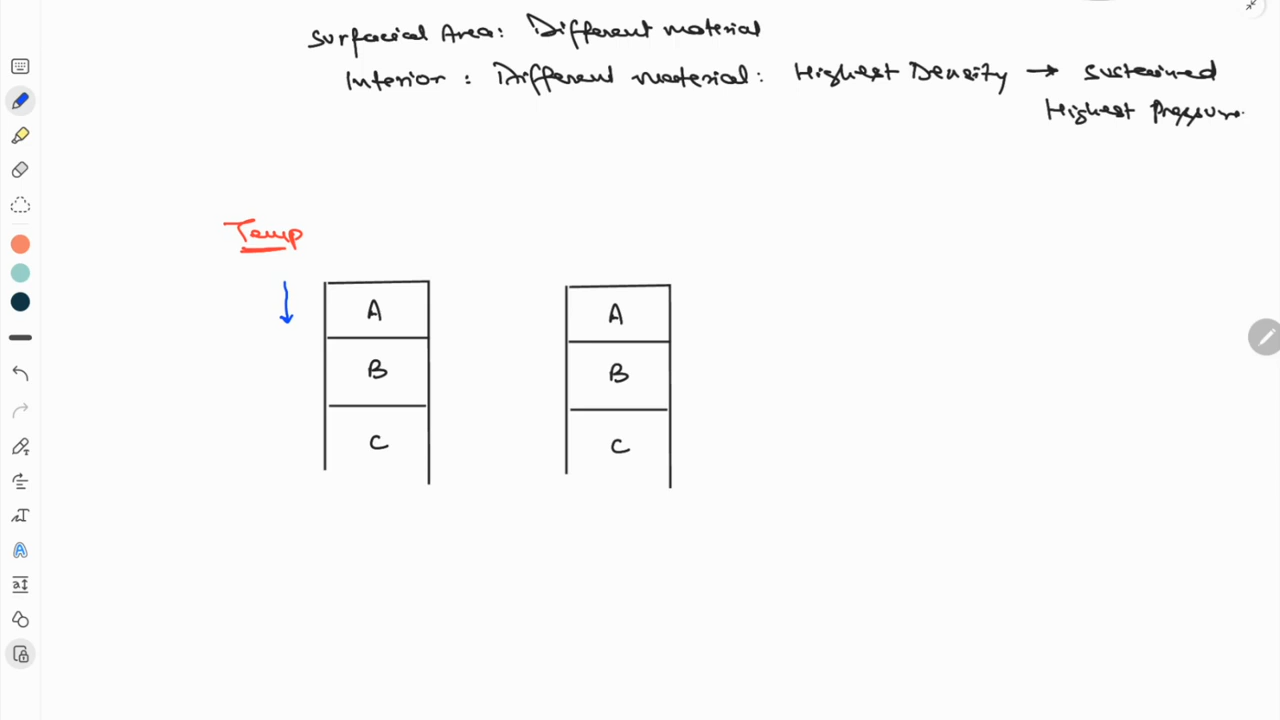 Surfacial Area: Different material
Interior: Different material: Highest Density → sustained
Highest Pressure
Temp
A
B
C
A
B
C